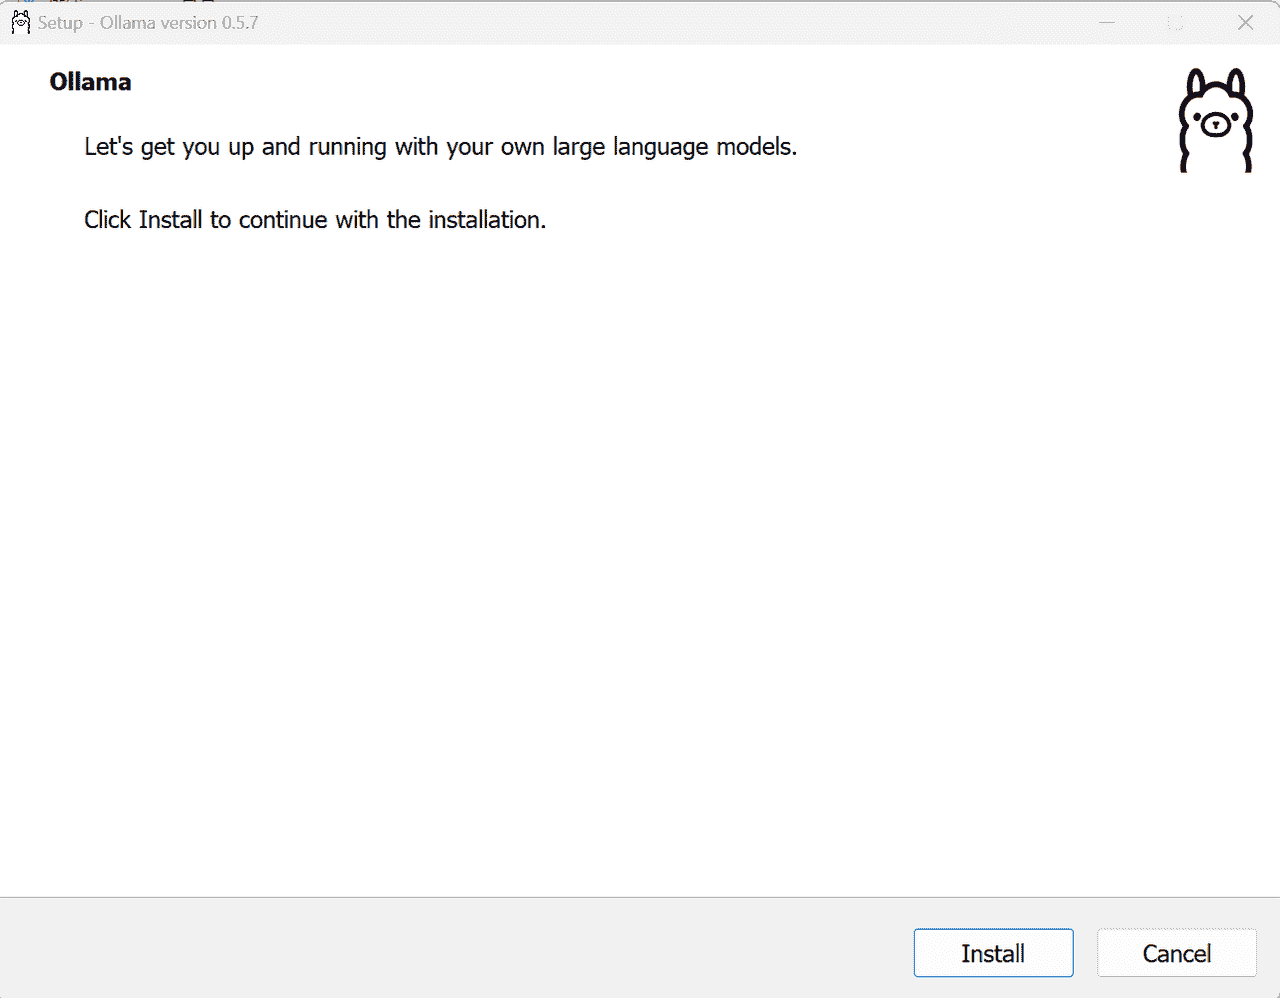 Setup - Ollama version 0.5.7
Ollama
Let's get you up and running with your own large language models.
Click Install to continue with the installation.
Install
Cancel